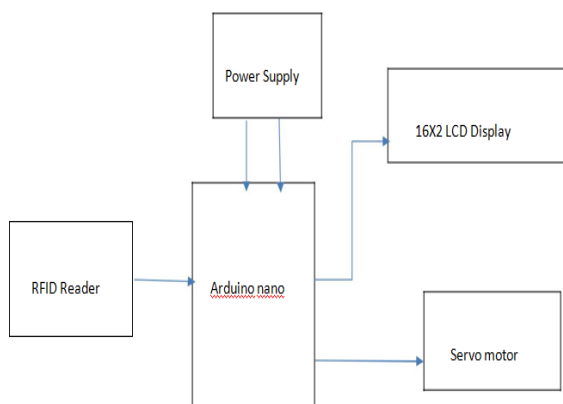 Power Supply
16X2 LCD Display
RFID Reader
Arduino nano
Servo motor